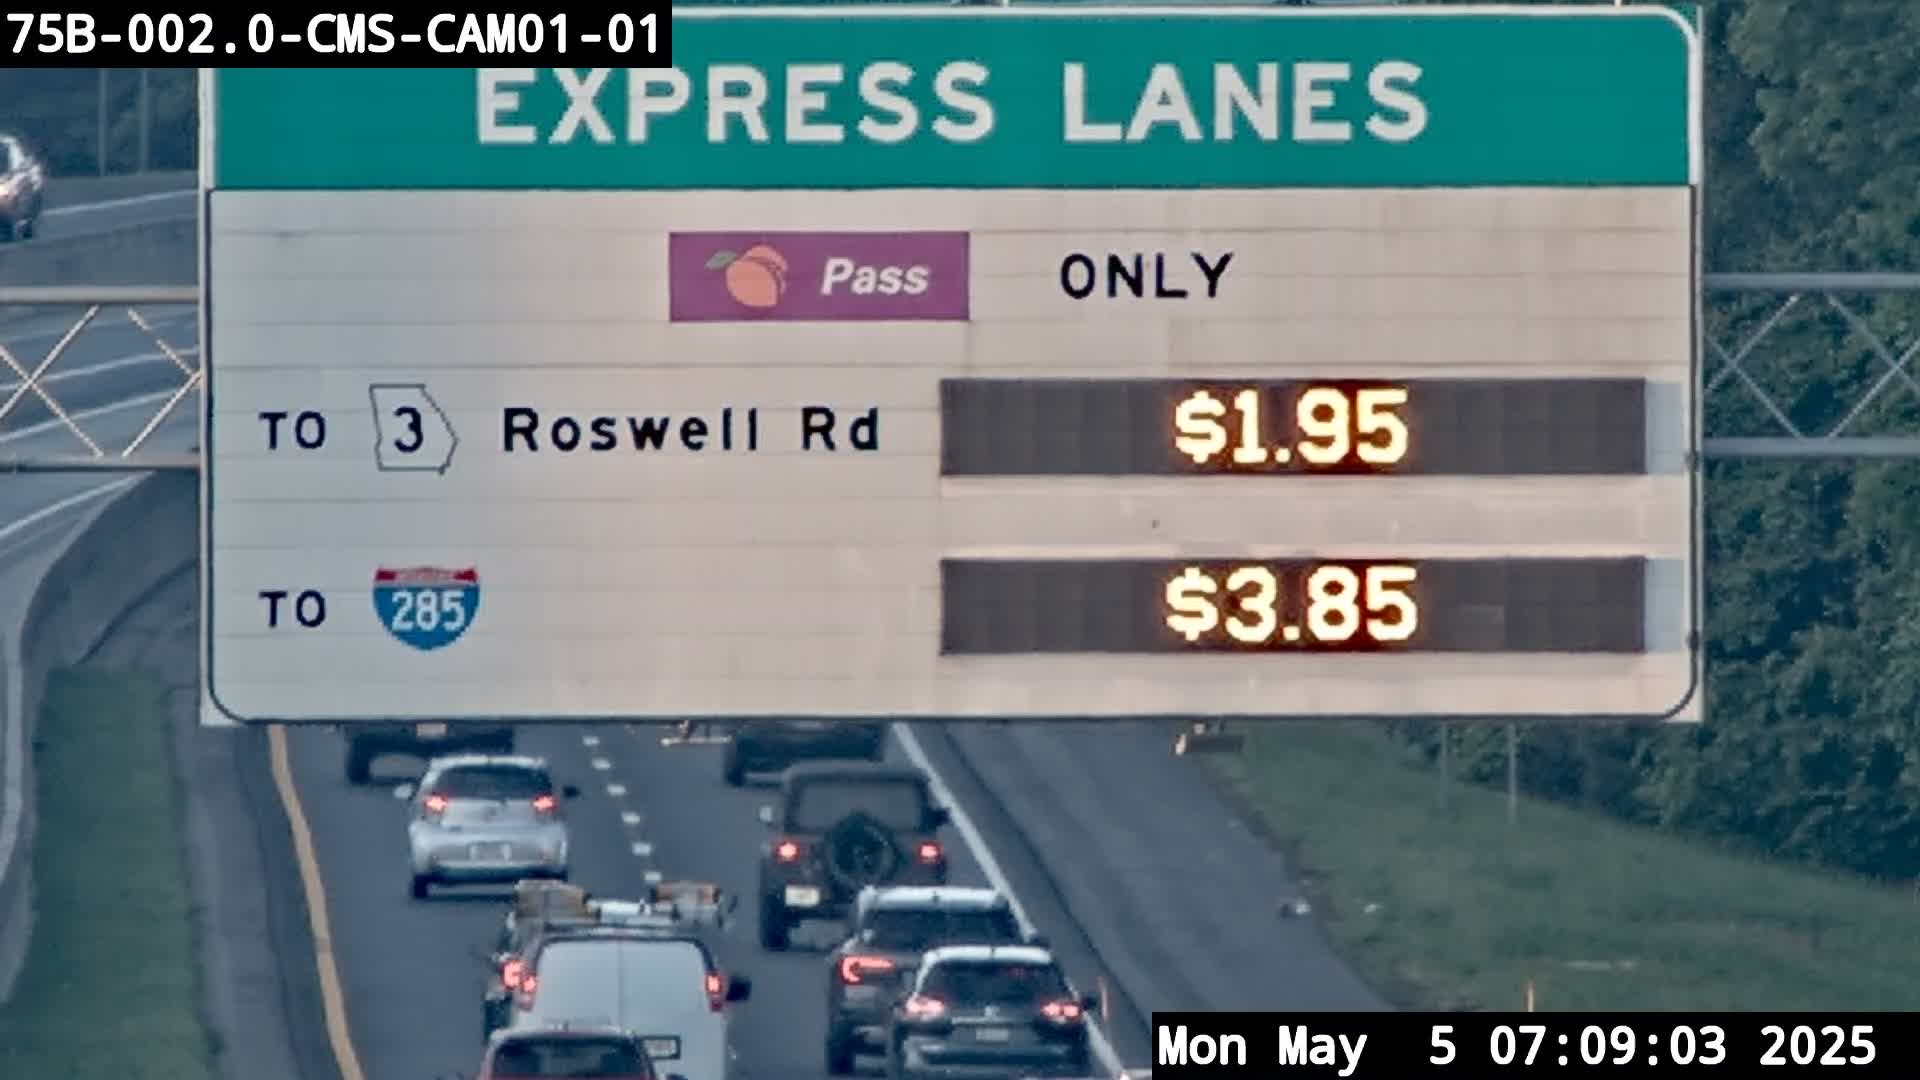 75B-002.0-CMS-CAM01-01
EXPRESS LANES
Pass ONLY
TO 3 Roswell Rd $1.95
TO 285 $3.85
Mon May 5 07:09:03 2025